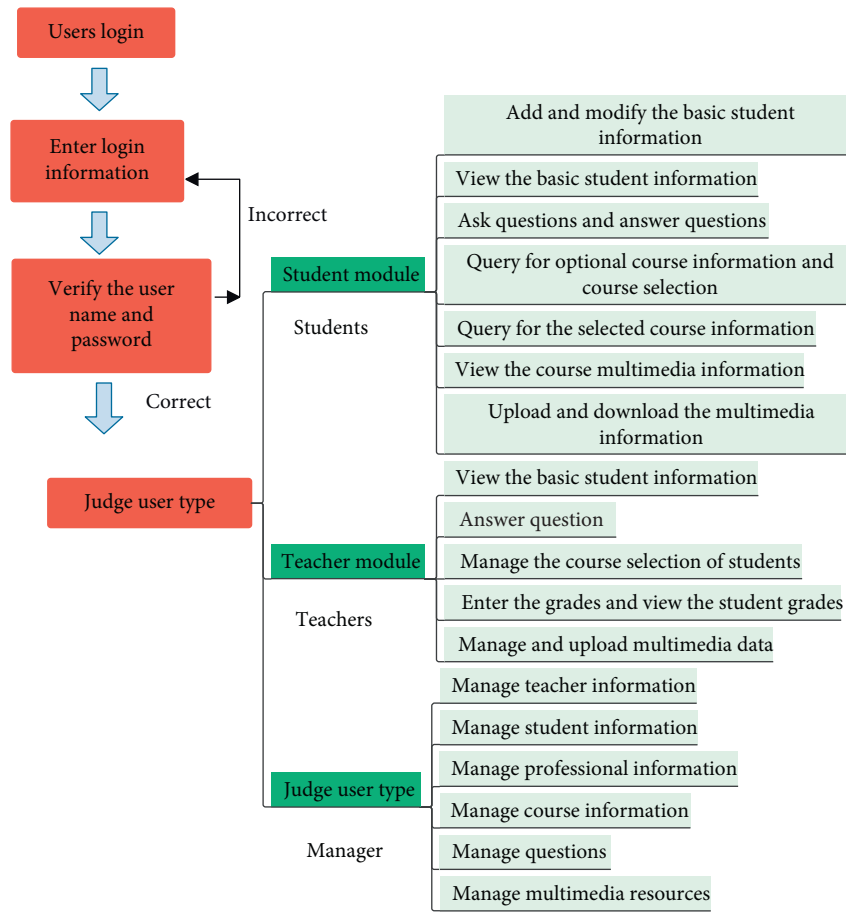 Users login
Enter login
information
Incorrect
Verify the user
name and
password
Correct
Judge user type
Student module
Students
Add and modify the basic student
information
View the basic student information
Ask questions and answer questions
Query for optional course information and
course selection
Query for the selected course information
View the course multimedia information
Upload and download the multimedia
information
Teacher module
Teachers
View the basic student information
Answer question
Manage the course selection of students
Enter the grades and view the student grades
Manage and upload multimedia data
Judge user type
Manager
Manage teacher information
Manage student information
Manage professional information
Manage course information
Manage questions
Manage multimedia resources